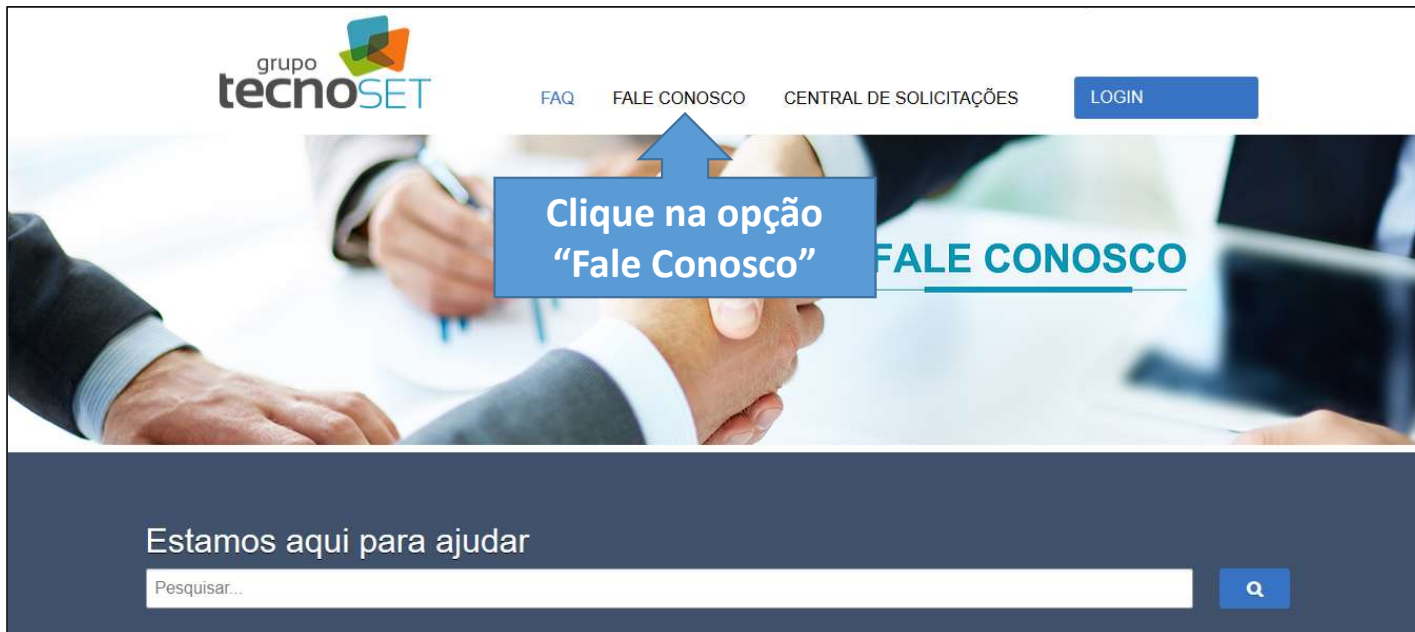 grupo
tecnoSET
FAQ FALE CONOSCO CENTRAL DE SOLICITAÇÕES LOGIN
Clique na opção
“Fale Conosco”
FALE CONOSCO
Estamos aqui para ajudar
Pesquisar...